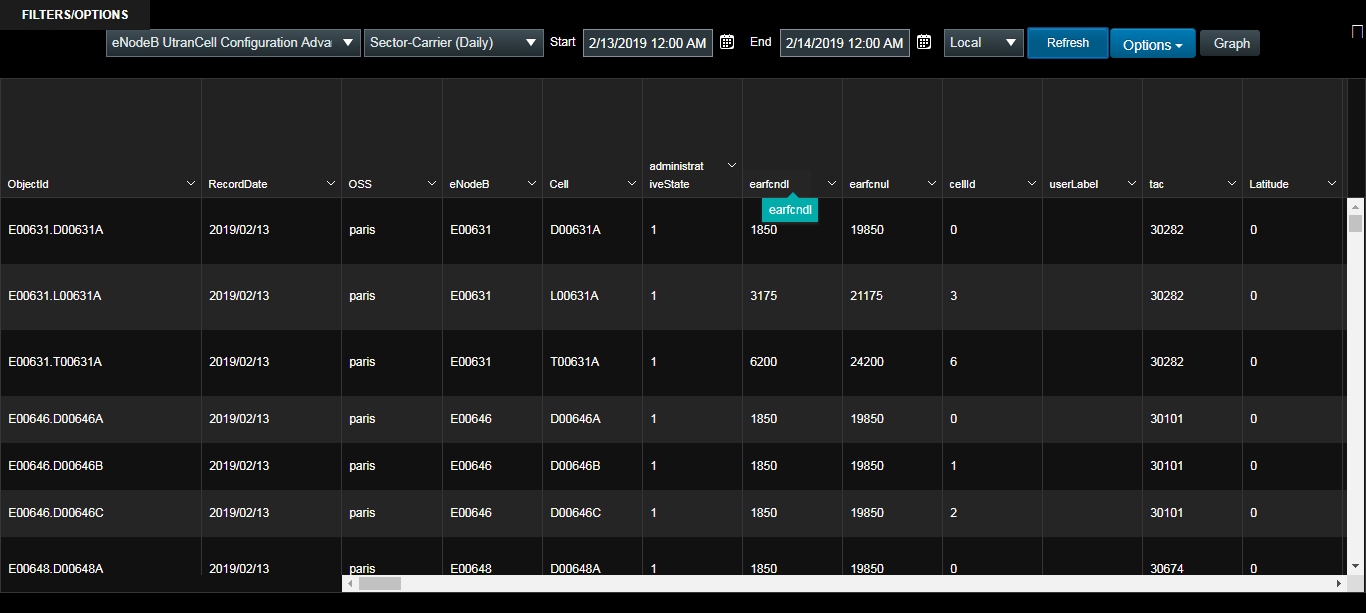 FILTERS/OPTIONS
eNodeB UtranCell Configuration Adva Sector-Carrier (Daily) Start 2/13/2019 12:00 AM End 2/14/2019 12:00 AM Local Refresh Options Graph
ObjectId RecordDate OSS eNodeB Cell administrat
iveState earfcndl earfcnul cellId userLabel tac Latitude
earfcndl
E00631.D00631A 2019/02/13 paris E00631 D00631A 1 1850 19850 0 30282 0
E00631.L00631A 2019/02/13 paris E00631 L00631A 1 3175 21175 3 30282 0
E00631.T00631A 2019/02/13 paris E00631 T00631A 1 6200 24200 6 30282 0
E00646.D00646A 2019/02/13 paris E00646 D00646A 1 1850 19850 0 30101 0
E00646.D00646B 2019/02/13 paris E00646 D00646B 1 1850 19850 1 30101 0
E00646.D00646C 2019/02/13 paris E00646 D00646C 1 1850 19850 2 30101 0
E00648.D00648A 2019/02/13 paris E00648 D00648A 1 1850 19850 0 30674 0